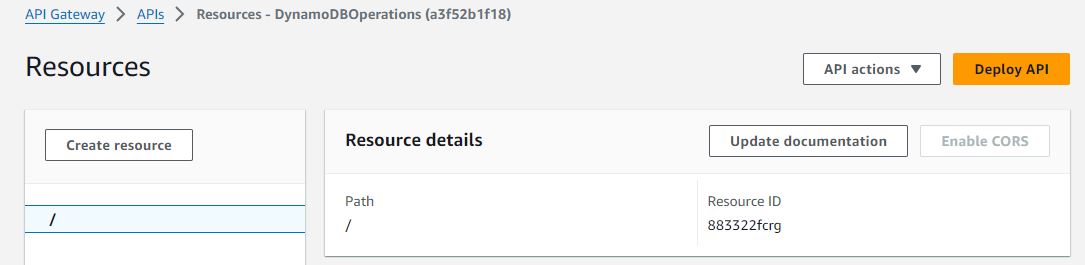 API Gateway > APIs > Resources - DynamoDBOperations (a3f52b1f18)
Resources
API actions ▼
Deploy API
Create resource
Resource details
Update documentation
Enable CORS
/
Path
/
Resource ID
883322fcrg